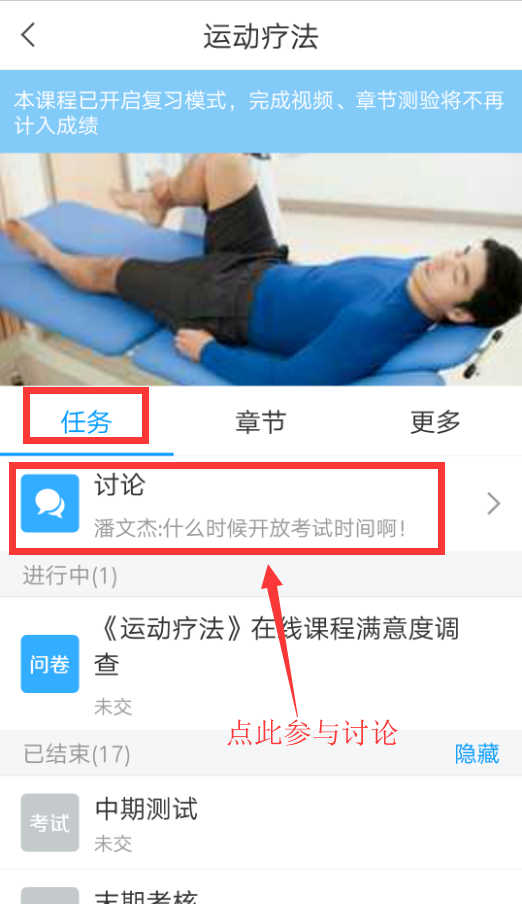 运动疗法
本课程已开启复习模式，完成视频、章节测验将不再
计入成绩
任务
章节
更多
讨论
潘文杰:什么时候开放考试时间啊！
进行中(1)
《运动疗法》在线课程满意度调
查
问卷
未交
点此参与讨论
已结束(17)
隐藏
中期测试
考试
未交
末期考核